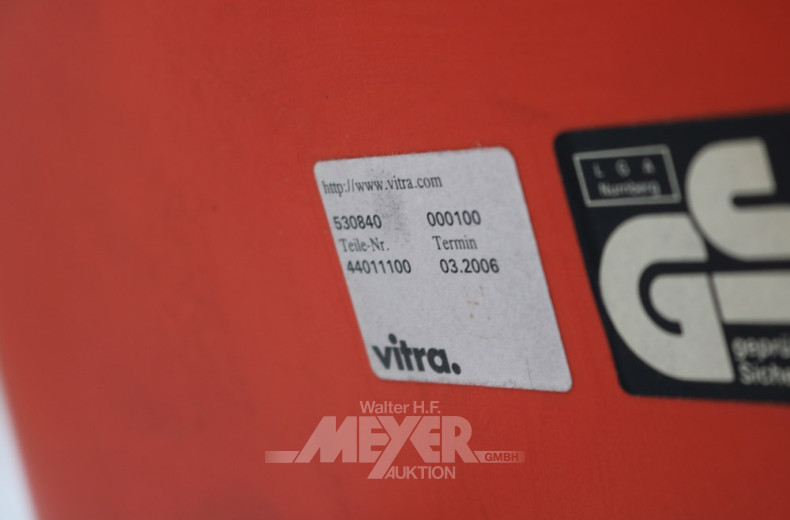 http://www.vitra.com
530840 000100
Teile-Nr. Termin
44011100 03.2006
vitra.
LGA
Nürnberg
GS
Walter H.F.
MEYER
GMBH
AUKTION